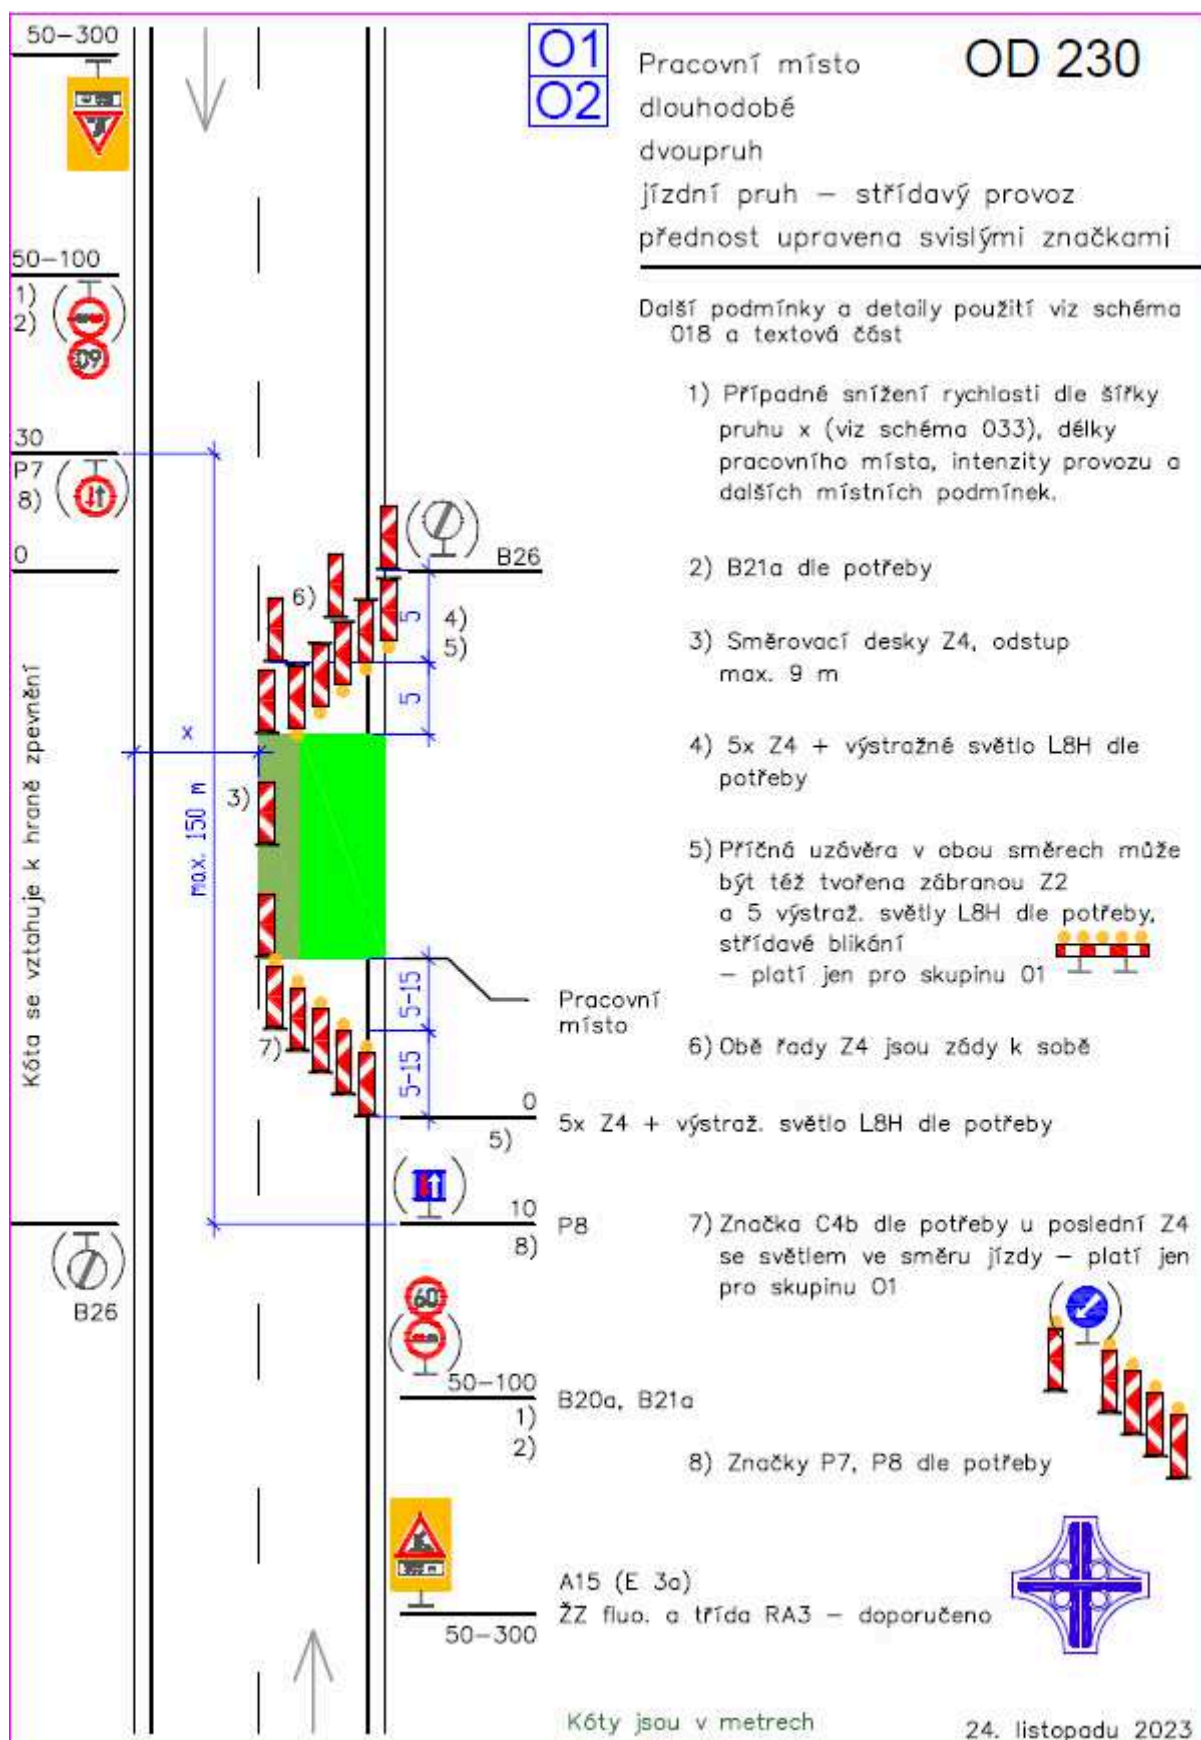 50-300
O1
O2
Pracovní místo
OD 230
dlouhodobé
dvoupruh
jízdní pruh – střídavý provoz
přednost upravena svislými značkami
50-100
1)
2)
60
Další podmínky a detaily použití viz schéma
018 a textová část
1) Případné snížení rychlosti dle šířky
pruhu x (viz schéma 033), délky
pracovního místa, intenzity provozu a
dalších místních podmínek.
30
P7
8)
0
B26
2) B21a dle potřeby
6)
5
4)
5)
3) Směrovací desky Z4, odstup
max. 9 m
5
x
4) 5x Z4 + výstražné světlo L8H dle
potřeby
3)
max. 150 m
Kóta se vztahuje k hraně zpevnění
5) Příčná uzávěra v obou směrech může
být též tvořena zábranou Z2
a 5 výstraž. světly L8H dle potřeby,
střídavé blikání
– platí jen pro skupinu O1
5-15
Pracovní
místo
7)
6) Obě řady Z4 jsou zády k sobě
5-15
0
5)
5x Z4 + výstraž. světlo L8H dle potřeby
10
8)
P8
7) Značka C4b dle potřeby u poslední Z4
se světlem ve směru jízdy – platí jen
pro skupinu O1
B26
60
50-100
1)
2)
B20a, B21a
8) Značky P7, P8 dle potřeby
A15 (E 3a)
ŽZ fluo. a třída RA3 – doporučeno
50-300
Kóty jsou v metrech
24. listopadu 2023